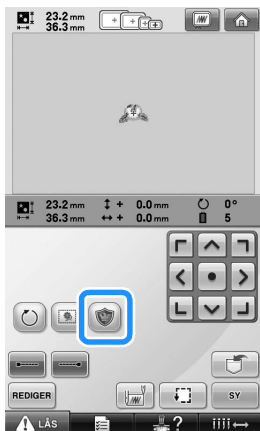 23.2 mm
36.3 mm
23.2 mm ↕ + 0.0 mm 0°
36.3 mm ↔ + 0.0 mm 5
REDIGER
SY
LÅS
?